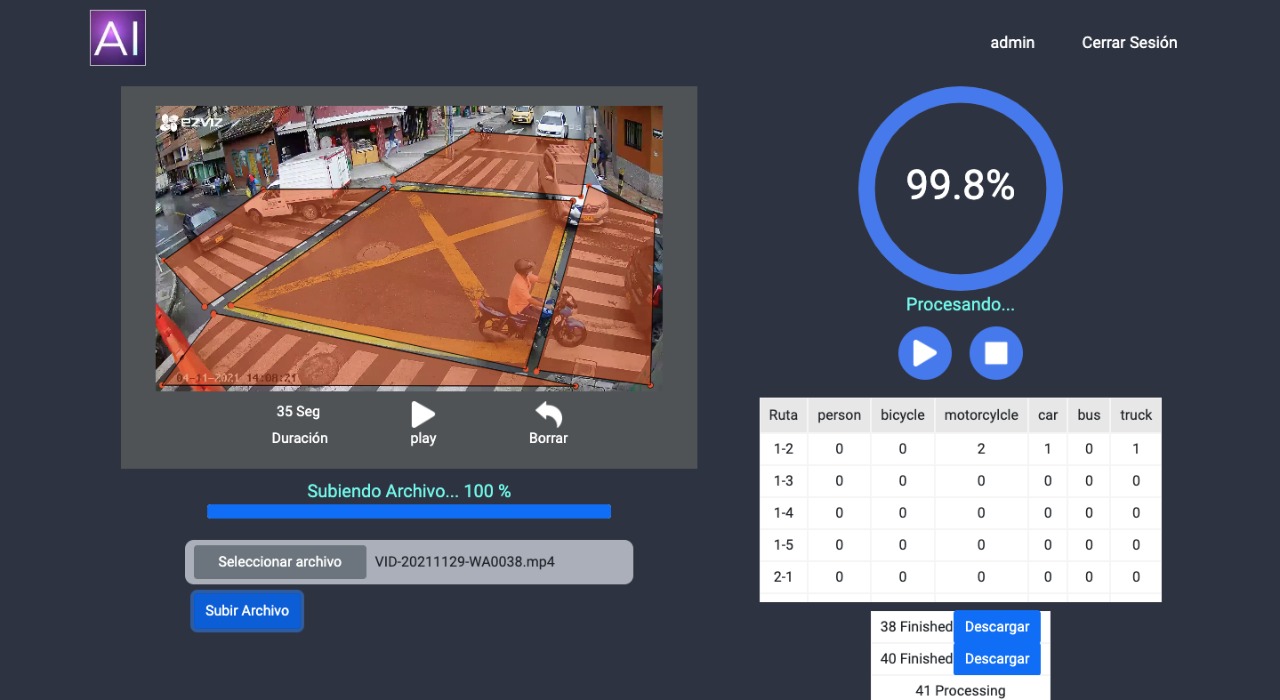 AI
admin
Cerrar Sesión
EZVIZ
04-11-2021 14:08:21
35 Seg
Duración
play
Borrar
Subiendo Archivo... 100 %
Seleccionar archivo
VID-20211129-WA0038.mp4
Subir Archivo
99.8%
Procesando...
Ruta person bicycle motorcylcle car bus truck
1-2 0 0 2 1 0 1
1-3 0 0 0 0 0 0
1-4 0 0 0 0 0 0
1-5 0 0 0 0 0 0
2-1 0 0 0 0 0 0
38 Finished Descargar
40 Finished Descargar
41 Processing